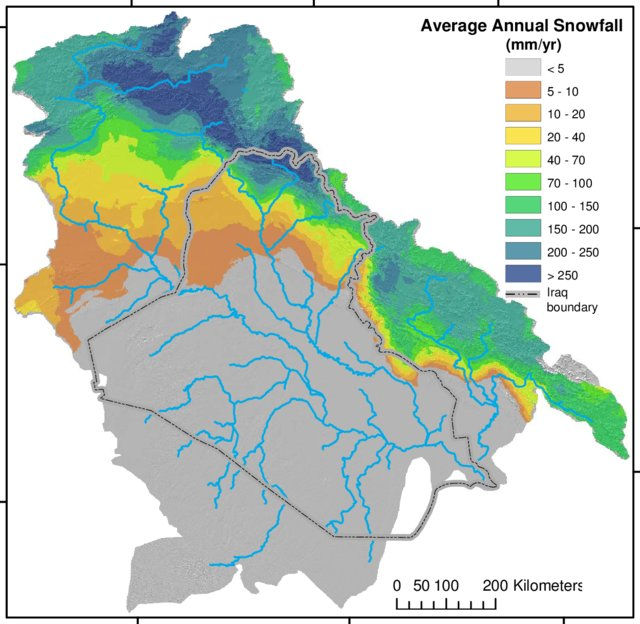 Average Annual Snowfall
(mm/yr)
< 5
5 - 10
10 - 20
20 - 40
40 - 70
70 - 100
100 - 150
150 - 200
200 - 250
> 250
Iraq
boundary
0 50 100 200 Kilometers